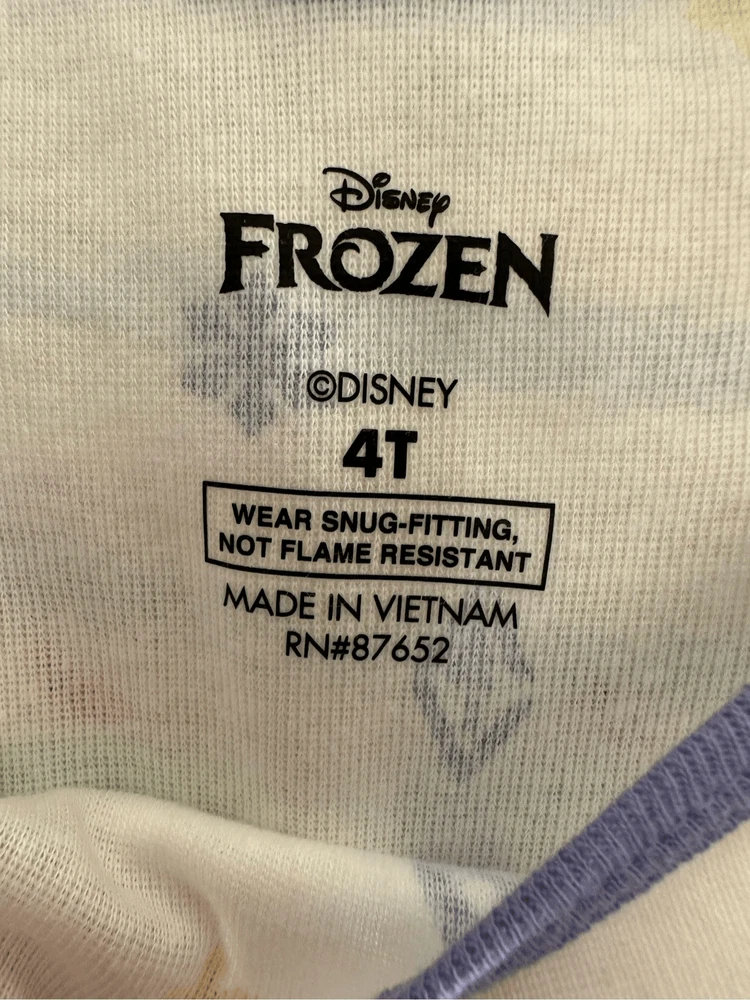 Disney
FROZEN
©DISNEY
4T
WEAR SNUG-FITTING,
NOT FLAME RESISTANT
MADE IN VIETNAM
RN#87652